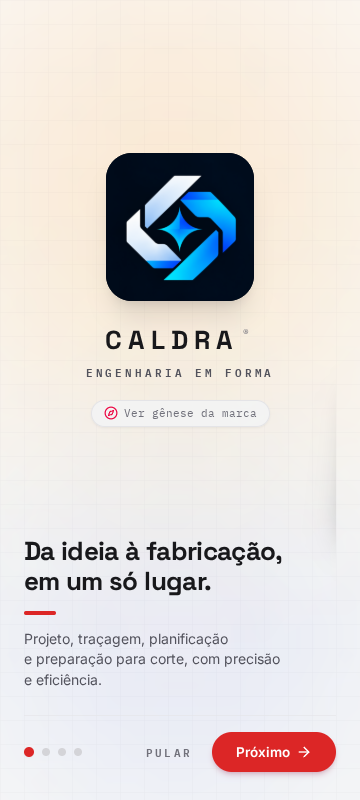 CALDRA ®
ENGENHARIA EM FORMA
Ver gênese da marca
Da ideia à fabricação,
em um só lugar.
Projeto, traçagem, planificação
e preparação para corte, com precisão
e eficiência.
PULAR
Próximo